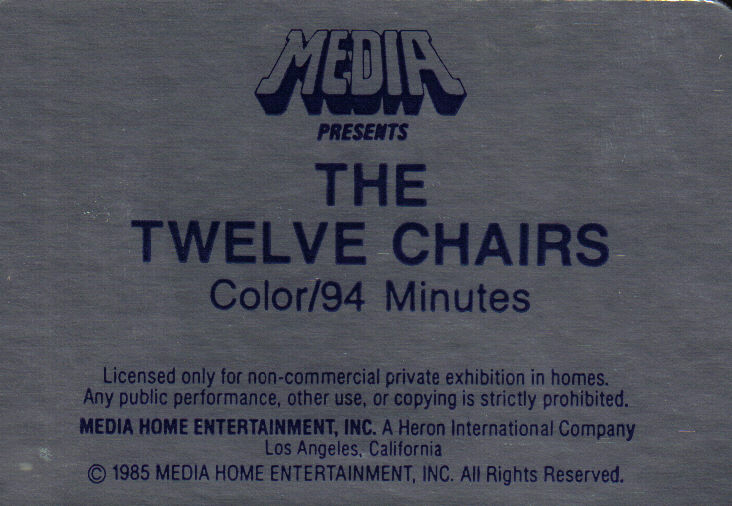 MEDIA
PRESENTS
THE
TWELVE CHAIRS
Color/94 Minutes
Licensed only for non-commercial private exhibition in homes.
Any public performance, other use, or copying is strictly prohibited.
MEDIA HOME ENTERTAINMENT, INC. A Heron International Company
Los Angeles, California
© 1985 MEDIA HOME ENTERTAINMENT, INC. All Rights Reserved.